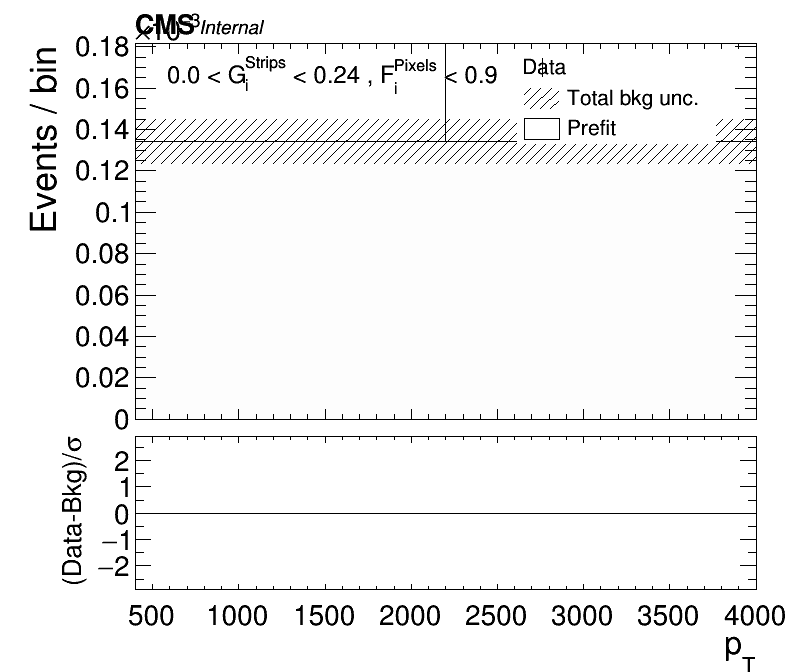 CMS Internal
×10³
Events / bin
0.18
0.16
0.14
0.12
0.1
0.08
0.06
0.04
0.02
0
0.0 < G_i^Strips < 0.24 , F_i^Pixels < 0.9
Data
Total bkg unc.
Prefit
(Data-Bkg)/σ
2
1
0
−1
−2
500 1000 1500 2000 2500 3000 3500 4000
p_T